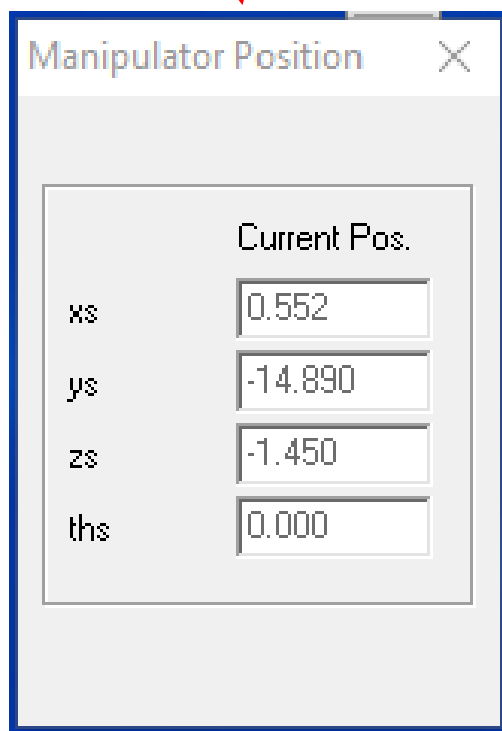 Manipulator Position
Current Pos.
xs 0.552
ys -14.890
zs -1.450
ths 0.000